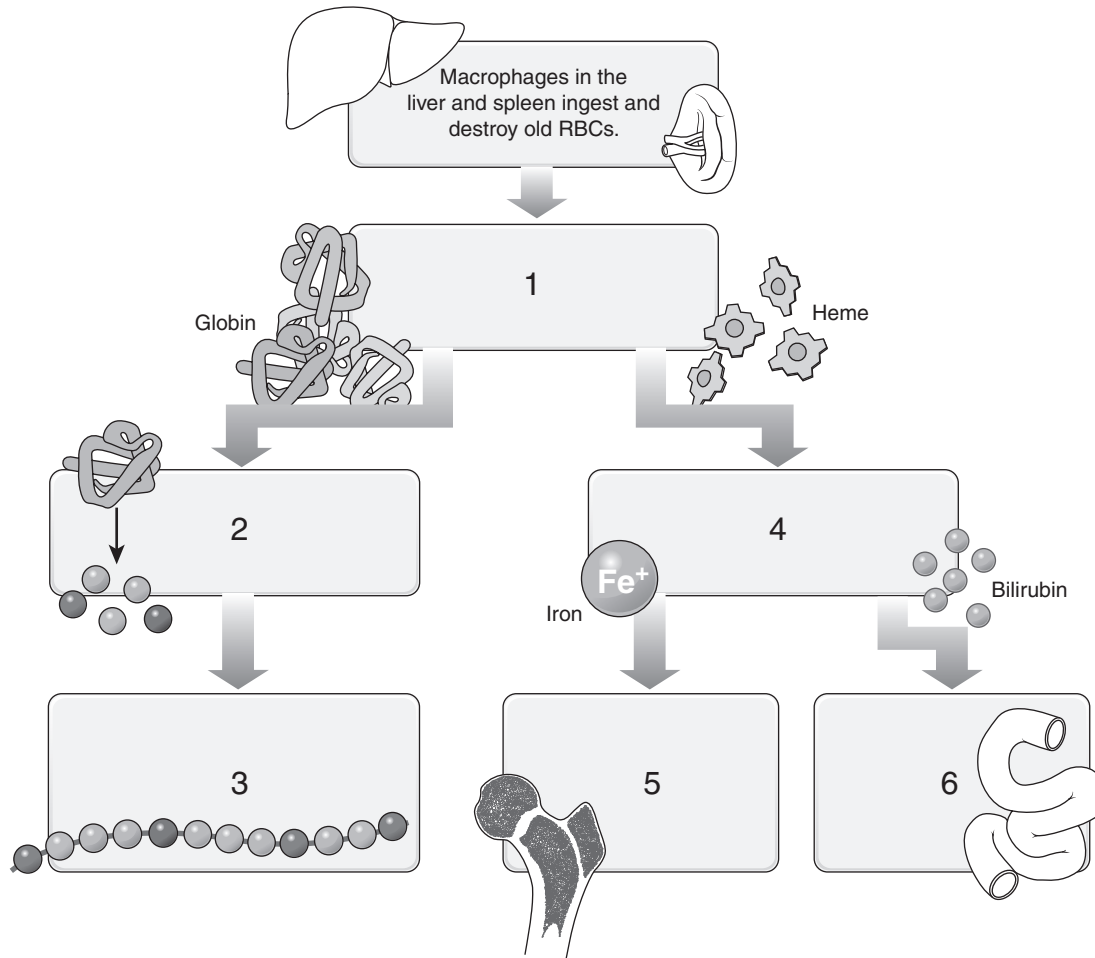 Macrophages in the
liver and spleen ingest and
destroy old RBCs.
1
Globin
Heme
2
4
Fe+
Iron
Bilirubin
3
5
6